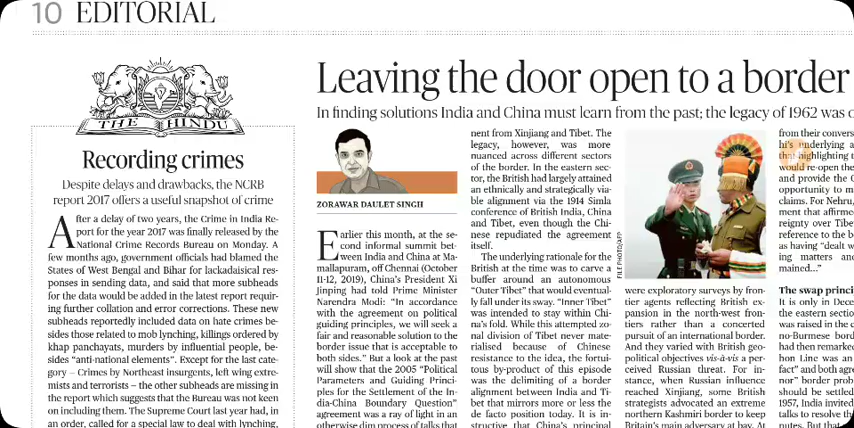 10 EDITORIAL
THE HINDU
Recording crimes
Despite delays and drawbacks, the NCRB
report 2017 offers a useful snapshot of crime
After a delay of two years, the Crime in India Re-
port for the year 2017 was finally released by the
National Crime Records Bureau on Monday. A
few months ago, government officials had blamed the
States of West Bengal and Bihar for lackadaisical res-
ponses in sending data, and said that more subheads
for the data would be added in the latest report requir-
ing further collation and error corrections. These new
subheads reportedly included data on hate crimes be-
sides those related to mob lynching, killings ordered by
khap panchayats, murders by influential people, be-
sides "anti-national elements". Except for the last cate-
gory – Crimes by Northeast insurgents, left wing extre-
mists and terrorists – the other subheads are missing in
the report which suggests that the Bureau was not keen
on including them. The Supreme Court last year had, in
an order, called for a special law to deal with lynching,
Leaving the door open to a border
In finding solutions India and China must learn from the past; the legacy of 1962 was
ZORAWAR DAULET SINGH
Earlier this month, at the se-
cond informal summit bet-
ween India and China at Ma-
mallapuram, off Chennai (October
11-12, 2019), China's President Xi
Jinping had told Prime Minister
Narendra Modi: "In accordance
with the agreement on political
guiding principles, we will seek a
fair and reasonable solution to the
border issue that is acceptable to
both sides." But a look at the past
will show that the 2005 "Political
Parameters and Guiding Princi-
ples for the Settlement of the In-
dia-China Boundary Question"
agreement was a ray of light in an
otherwise dim process of talks that
nent from Xinjiang and Tibet. The
legacy, however, was more
nuanced across different sectors
of the border. In the eastern sec-
tor, the British had largely attained
an ethnically and strategically via-
ble alignment via the 1914 Simla
conference of British India, China
and Tibet, even though the Chi-
nese repudiated the agreement
itself.
The underlying rationale for the
British at the time was to carve a
buffer around an autonomous
"Outer Tibet" that would eventual-
ly fall under its sway. "Inner Tibet"
was intended to stay within Chi-
na's fold. While this attempted zo-
nal division of Tibet never mate-
rialised because of Chinese
resistance to the idea, the fortui-
tous by-product of this episode
was the delimiting of a border
alignment between India and Ti-
bet that mirrors more or less the
de facto position today. It is in-
structive that China's principal
FILE PHOTO/AFP
were exploratory surveys by fron-
tier agents reflecting British ex-
pansion in the north-west fron-
tiers rather than a concerted
pursuit of an international border.
And they varied with British geo-
political objectives vis-à-vis a per-
ceived Russian threat. For in-
stance, when Russian influence
reached Xinjiang, some British
strategists advocated an extreme
northern Kashmiri border to keep
Britain's main adversary at bay. At
from their convers
hi's underlying a
that highlighting t
would re-open the
and provide the C
opportunity to m
claims. For Nehru,
ment that affirmed
reignty over Tibe
reference to the b
as having "dealt w
ing matters and
mained..."
The swap princi
It is only in Dece
the eastern sectio
was raised in the c
no-Burmese bord
had then remarked
hon Line was an
fact" and both agre
nor" border prob
should be settled
1957, India invited
talks to resolve th
putes. But that